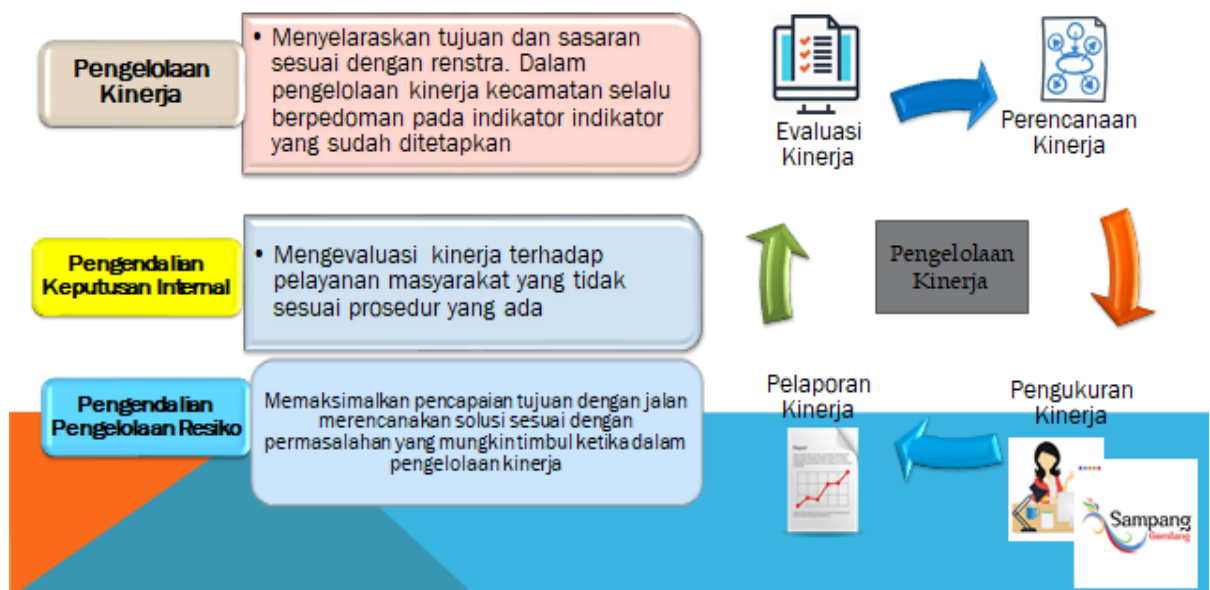 Pengelolaan
Kinerja
• Menyelaraskan tujuan dan sasaran
sesuai dengan renstra. Dalam
pengelolaan kinerja kecamatan selalu
berpedoman pada indikator indikator
yang sudah ditetapkan
Pengendalian
Keputusan Internal
• Mengevaluasi kinerja terhadap
pelayanan masyarakat yang tidak
sesuai prosedur yang ada
Pengendalian
Pengelolaan Resiko
Memaksimalkan pencapaian tujuan dengan jalan
merencanakan solusi sesuai dengan
permasalahan yang mungkin timbul ketika dalam
pengelolaan kinerja
Evaluasi
Kinerja
Perencanaan
Kinerja
Pengelolaan
Kinerja
Pelaporan
Kinerja
Pengukuran
Kinerja
Report
Sampang
Gemilang